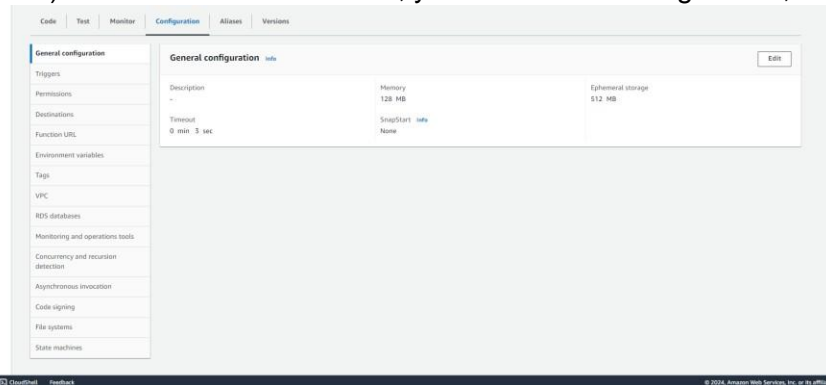 Code Test Monitor Configuration Aliases Versions
General configuration
Triggers
Permissions
Destinations
Function URL
Environment variables
Tags
VPC
RDS databases
Monitoring and operations tools
Concurrency and recursion
detection
Asynchronous invocation
Code signing
File systems
State machines
General configuration Info
Edit
Description
-
Memory
128 MB
Ephemeral storage
512 MB
Timeout
0 min 3 sec
SnapStart Info
None
CloudShell Feedback
© 2024, Amazon Web Services, Inc. or its